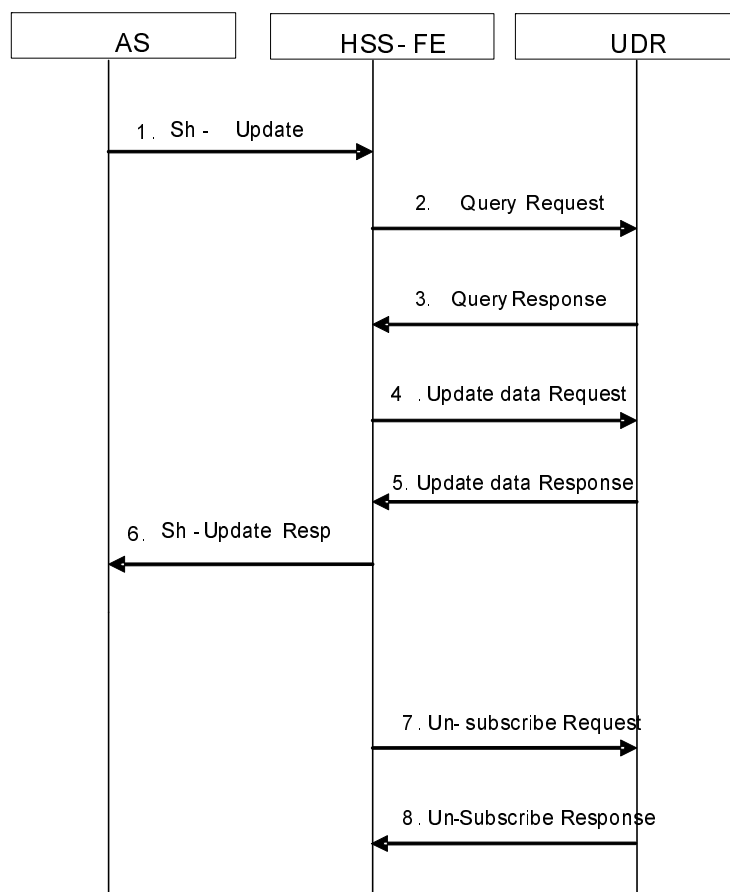 AS
HSS-FE
UDR
1. Sh - Update
2. Query Request
3. Query Response
4 . Update data Request
5. Update data Response
6. Sh -Update Resp
7. Un- subscribe Request
8. Un-Subscribe Response